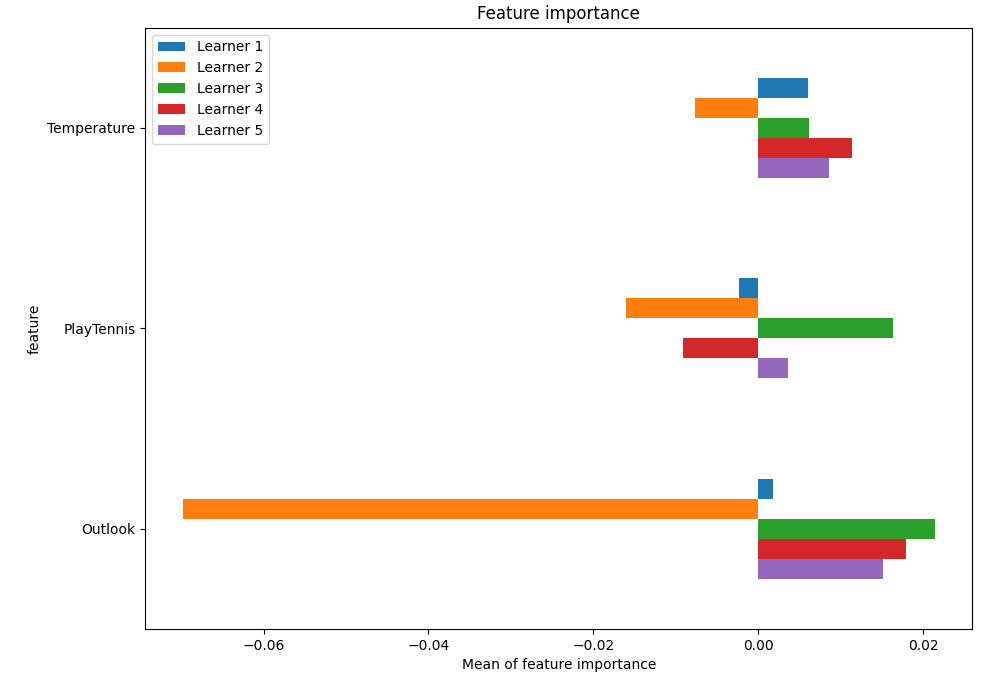 Feature importance
Learner 1
Learner 2
Learner 3
Learner 4
Learner 5
Temperature
PlayTennis
Outlook
feature
−0.06 −0.04 −0.02 0.00 0.02
Mean of feature importance